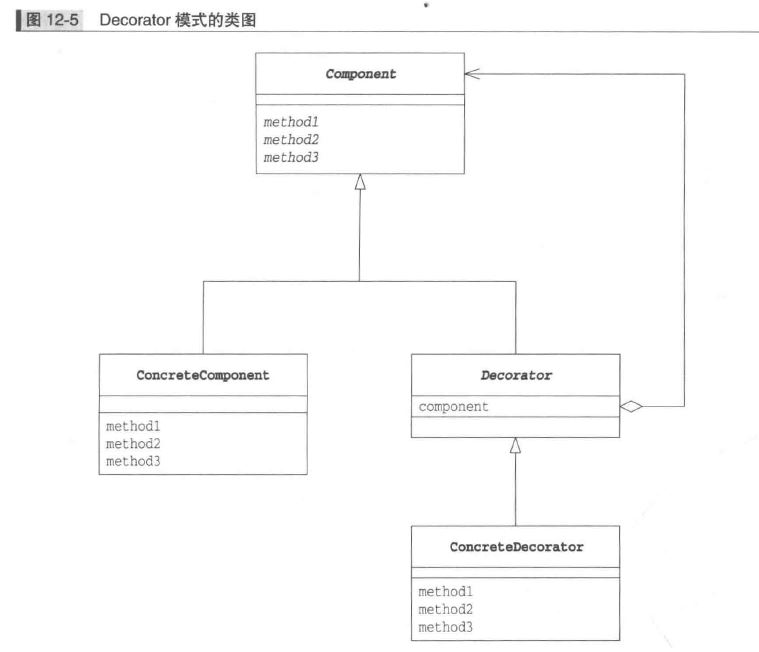 图 12-5 Decorator 模式的类图
Component
method1
method2
method3
ConcreteComponent
method1
method2
method3
Decorator
component
ConcreteDecorator
method1
method2
method3